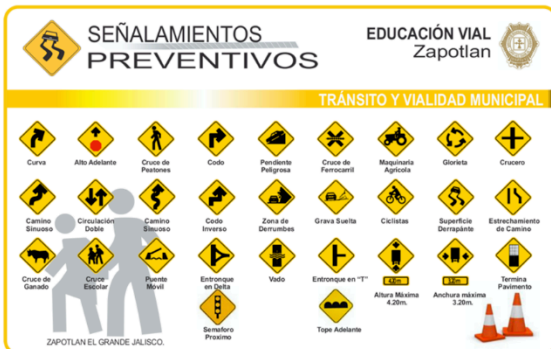 SEÑALAMIENTOS
PREVENTIVOS
EDUCACIÓN VIAL
Zapotlan
TRÁNSITO Y VIALIDAD MUNICIPAL
Curva
Alto Adelante
Cruce de
Peatones
Codo
Pendiente
Peligrosa
Cruce de
Ferrocarril
Maquinaria
Agrícola
Glorieta
Crucero
Camino
Sinuoso
Circulación
Doble
Camino
Sinuoso
Codo
Inverso
Zona de
Derrumbes
Grava Suelta
Ciclistas
Superficie
Derrapante
Estrechamiento
de Camino
Cruce de
Ganado
Cruce
Escolar
Puente
Móvil
Entronque
en Delta
Vado
Entronque en "T"
Altura Máxima
4.20m.
Anchura máxima
3.20m.
Termina
Pavimento
Semaforo
Proximo
Tope Adelante
ZAPOTLAN EL GRANDE JALISCO.